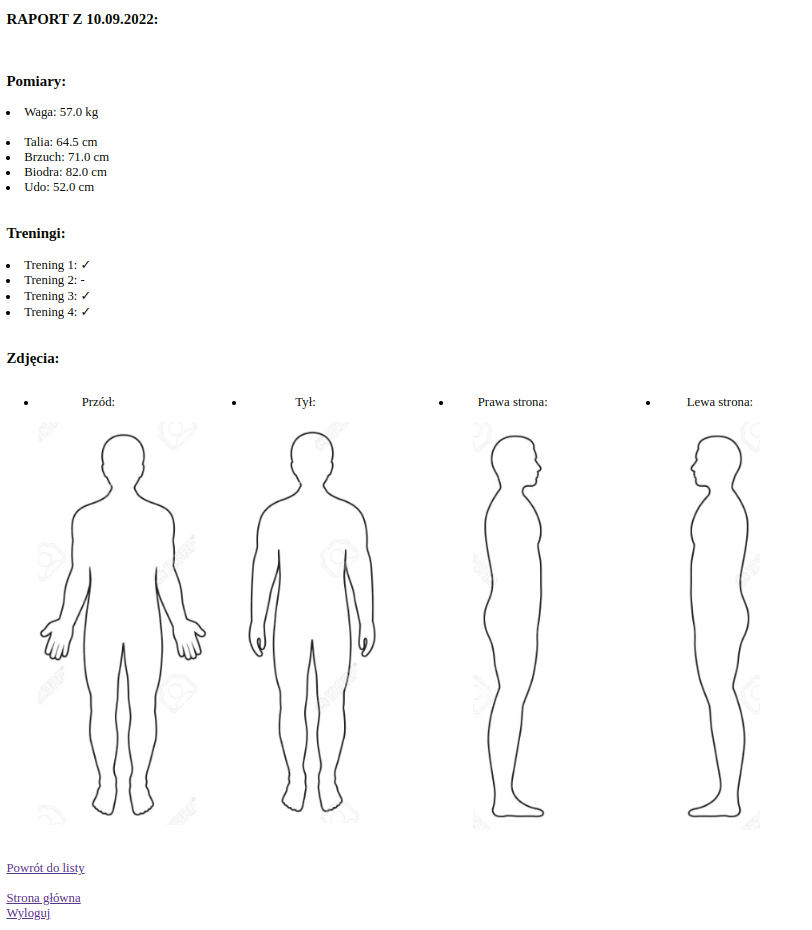 RAPORT Z 10.09.2022:
Pomiary:
Waga: 57.0 kg
Talia: 64.5 cm
Brzuch: 71.0 cm
Biodra: 82.0 cm
Udo: 52.0 cm
Treningi:
Trening 1: ✓
Trening 2: -
Trening 3: ✓
Trening 4: ✓
Zdjęcia:
Przód: Tył: Prawa strona: Lewa strona:
Powrót do listy
Strona główna
Wyloguj